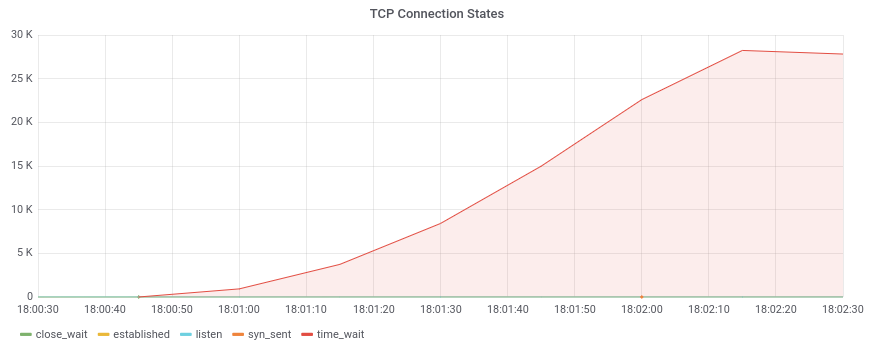 TCP Connection States
30 K
25 K
20 K
15 K
10 K
5 K
0
18:00:30 18:00:40 18:00:50 18:01:00 18:01:10 18:01:20 18:01:30 18:01:40 18:01:50 18:02:00 18:02:10 18:02:20 18:02:30
close_wait established listen syn_sent time_wait